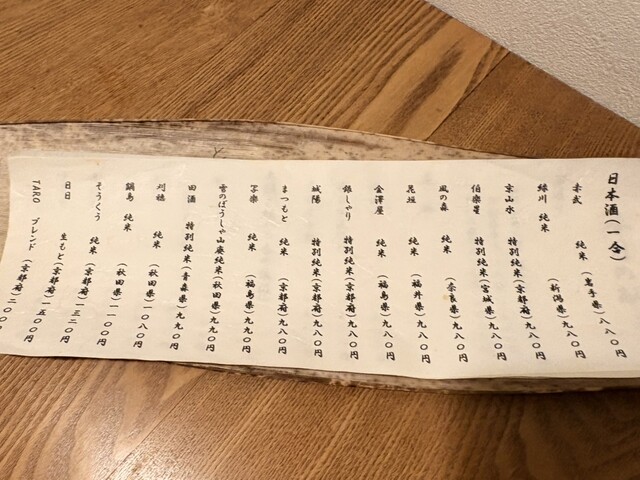 日本酒(一合)
赤武 純米(岩手県)八八〇円
緑川 純米(新潟県)九八〇円
京山水 特別純米(京都府)九八〇円
伯楽星 特別純米(宮城県)九八〇円
風の森 純米(奈良県)九八〇円
花垣 純米(福井県)九八〇円
金澤屋 純米(福島県)九八〇円
銀しゃり 特別純米(京都府)九八〇円
城陽 特別純米(京都府)九八〇円
まつもと 純米(京都府)九八〇円
写楽 純米(福島県)九九〇円
雪のぼうしゃ 山廃純米(秋田県)九九〇円
田酒 特別純米(青森県)九九〇円
刈穂 純米(秋田県)一〇八〇円
鍋島 純米(秋田県)一一〇〇円
そうくう 純米(京都府)一三二〇円
日日 生もと(京都府)一五〇〇円
TARO ブレンド(京都府)二〇〇